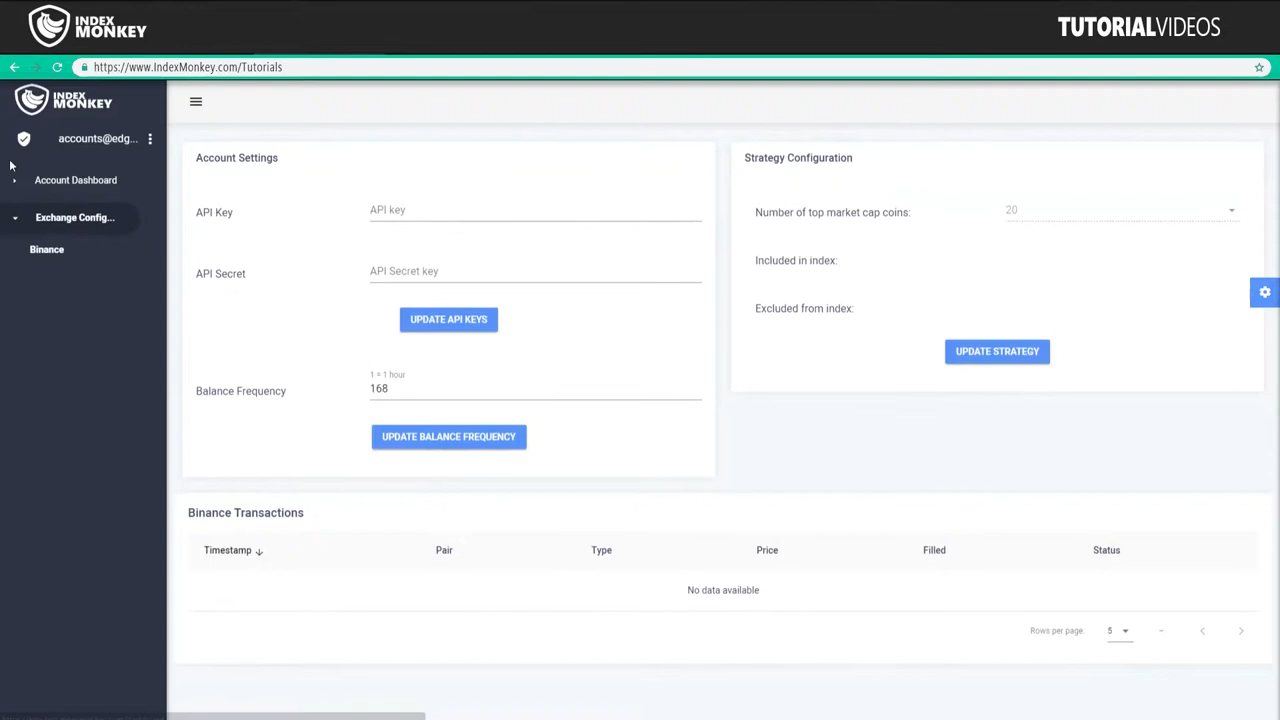 INDEX
MONKEY
TUTORIALVIDEOS
https://www.IndexMonkey.com/Tutorials
INDEX
MONKEY
accounts@edg...
Account Dashboard
Exchange Config...
Binance
Account Settings
API Key
API key
API Secret
API Secret key
UPDATE API KEYS
Balance Frequency
1 = 1 hour
168
UPDATE BALANCE FREQUENCY
Strategy Configuration
Number of top market cap coins:
20
Included in index:
Excluded from index:
UPDATE STRATEGY
Binance Transactions
Timestamp Pair Type Price Filled Status
No data available
Rows per page: 5 –